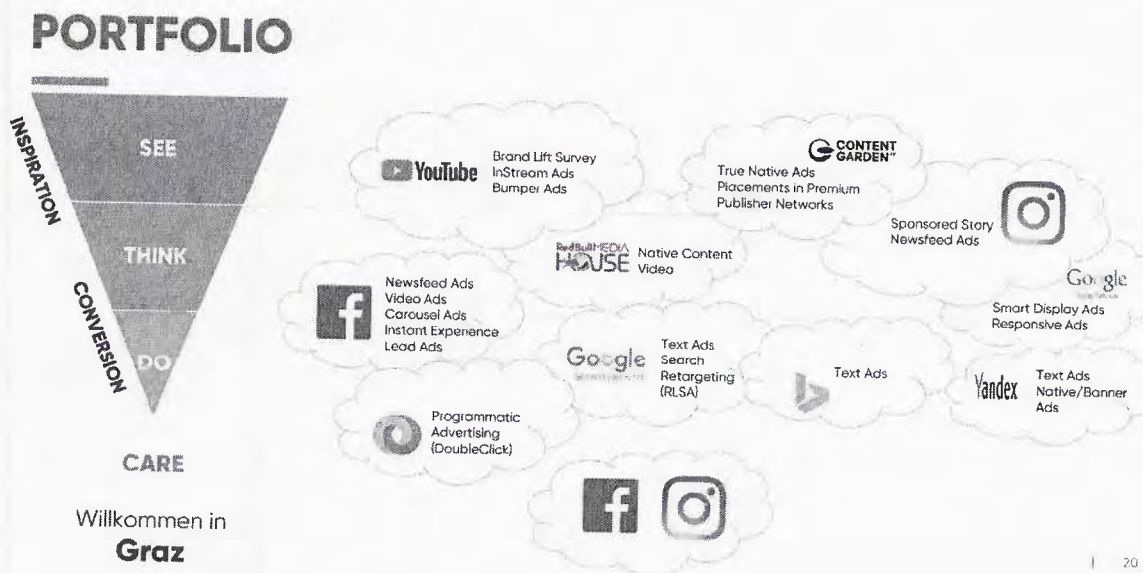 PORTFOLIO
INSPIRATION
CONVERSION
SEE
THINK
DO
CARE
Willkommen in
Graz
YouTube
Brand Lift Survey
InStream Ads
Bumper Ads
CONTENT
GARDEN
True Native Ads
Placements in Premium
Publisher Networks
Sponsored Story
Newsfeed Ads
RedBull MEDIA
HOUSE
Native Content
Video
Newsfeed Ads
Video Ads
Carousel Ads
Instant Experience
Lead Ads
Google
Smart Display Ads
Responsive Ads
Google
Text Ads
Search
Retargeting
(RLSA)
Text Ads
Yandex
Text Ads
Native/Banner
Ads
Programmatic
Advertising
(DoubleClick)
| 20